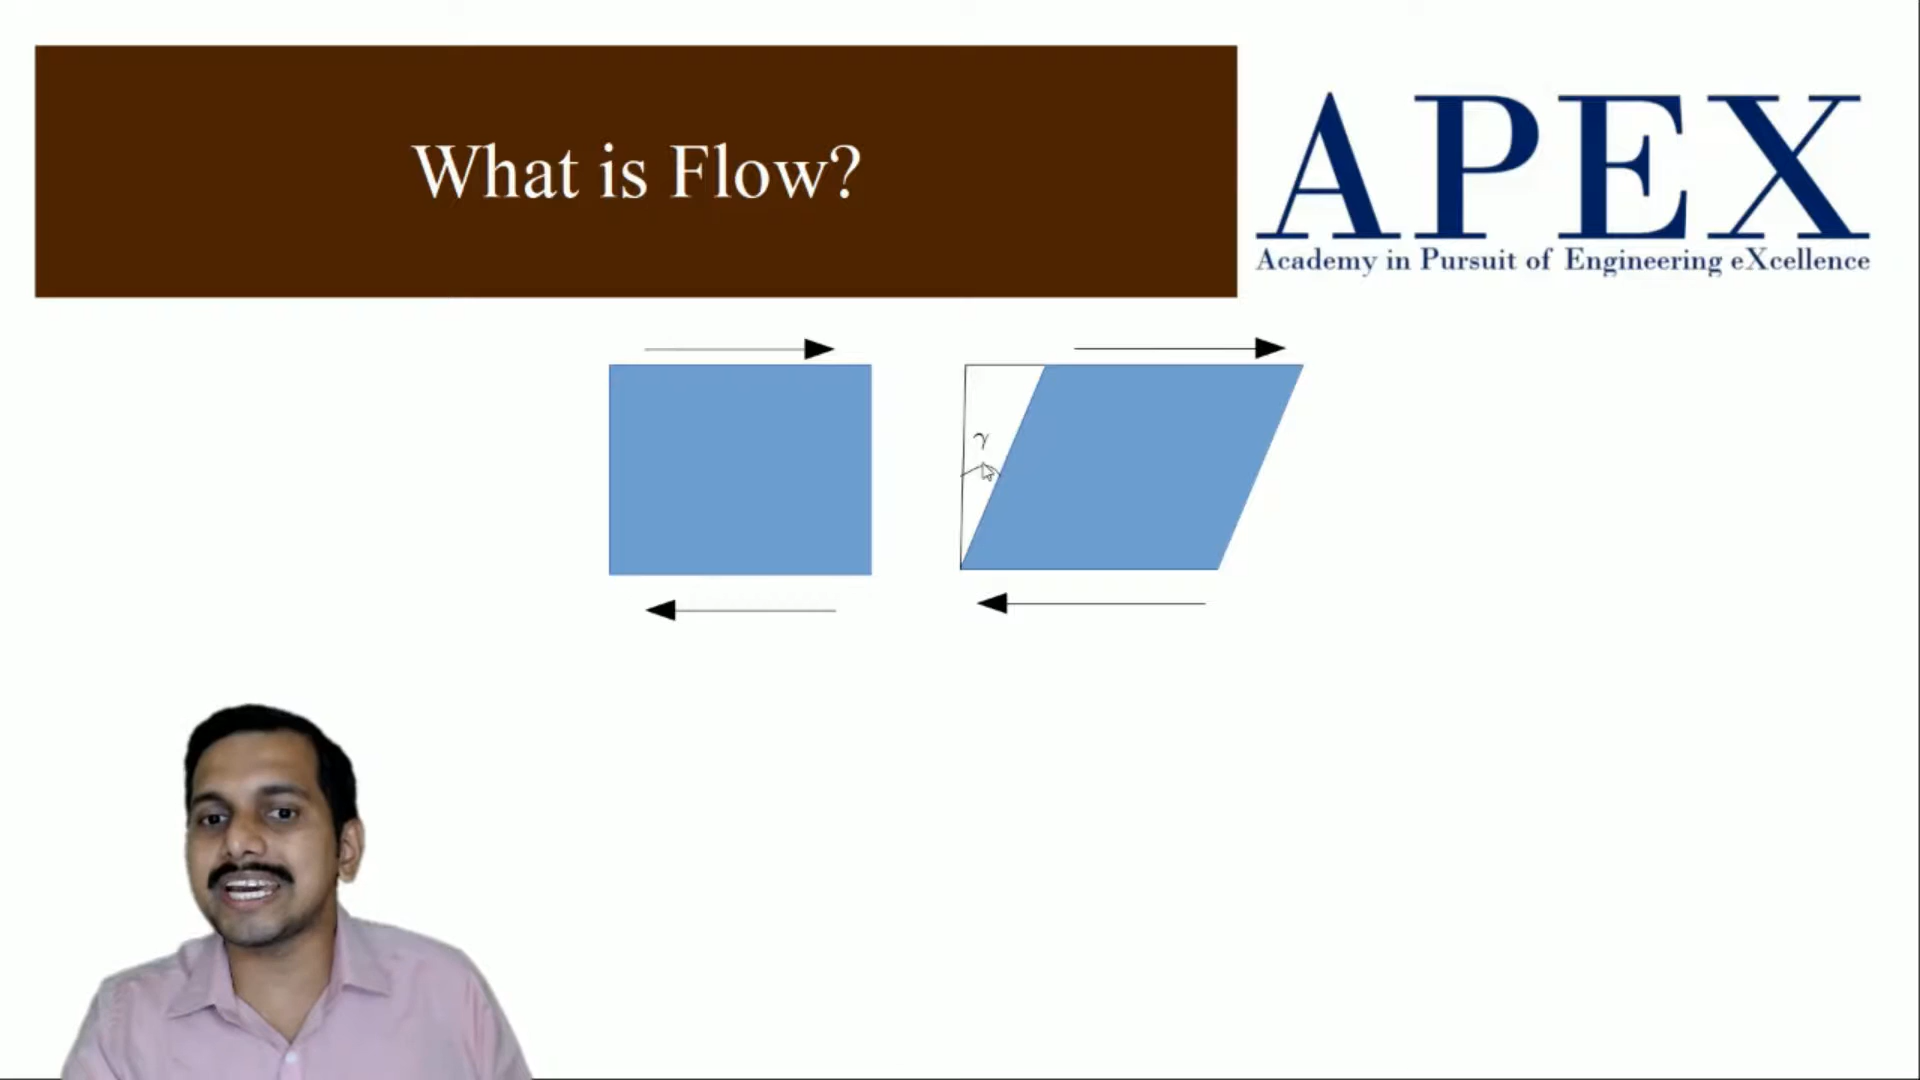 What is Flow?
APEX
Academy in Pursuit of Engineering eXcellence
γ